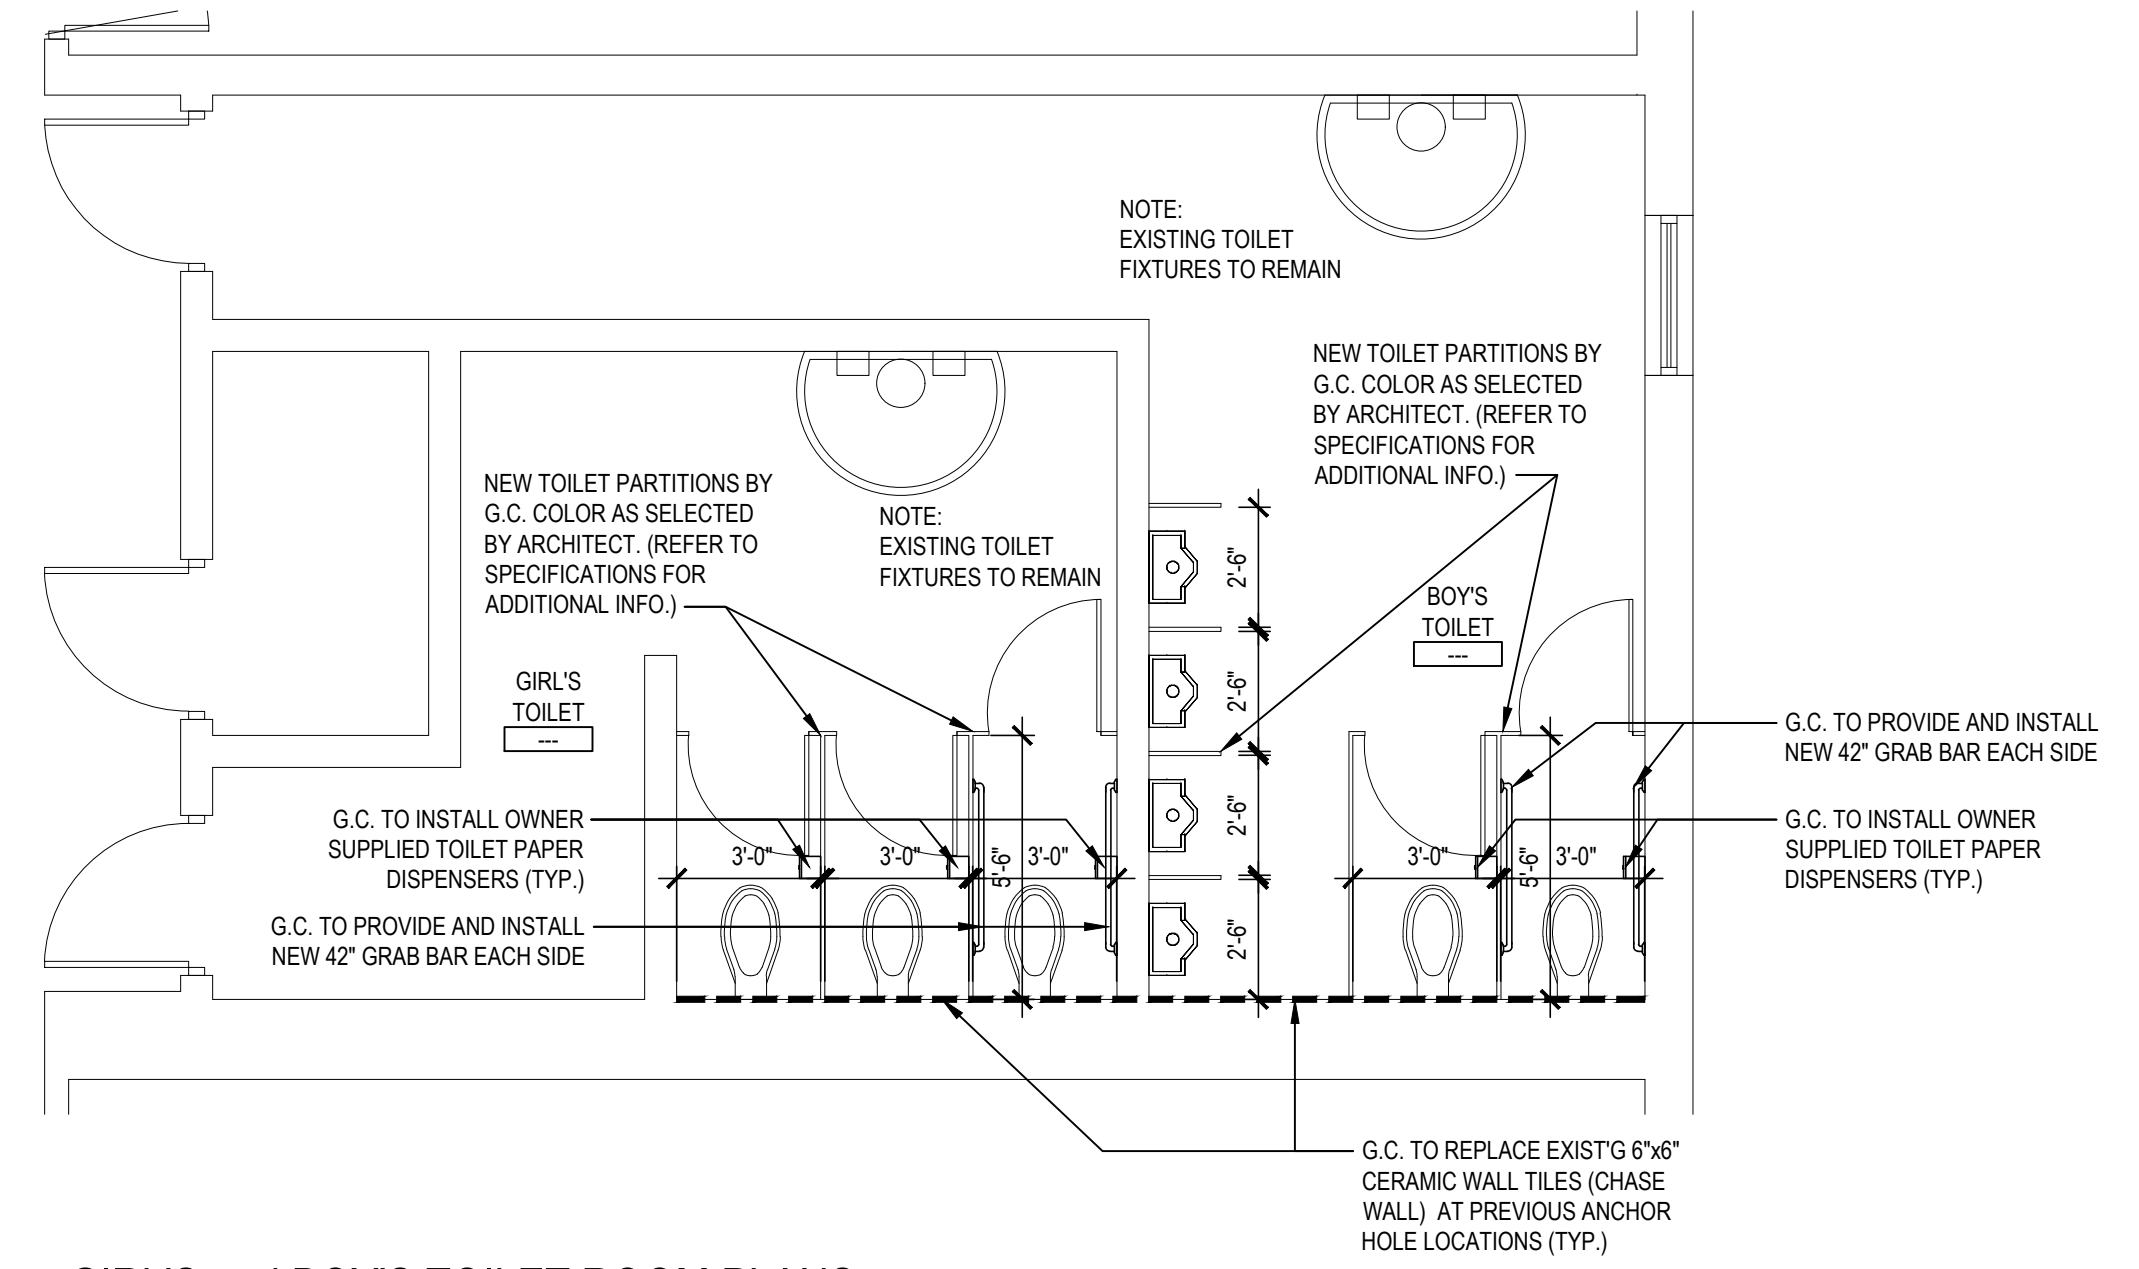 NOTE:
EXISTING TOILET
FIXTURES TO REMAIN
NEW TOILET PARTITIONS BY
G.C. COLOR AS SELECTED
BY ARCHITECT. (REFER TO
SPECIFICATIONS FOR
ADDITIONAL INFO.)
NEW TOILET PARTITIONS BY
G.C. COLOR AS SELECTED
BY ARCHITECT. (REFER TO
SPECIFICATIONS FOR
ADDITIONAL INFO.)
NOTE:
EXISTING TOILET
FIXTURES TO REMAIN
2'-6"
2'-6"
2'-6"
2'-6"
BOY'S
TOILET
---
GIRL'S
TOILET
---
G.C. TO PROVIDE AND INSTALL
NEW 42" GRAB BAR EACH SIDE
G.C. TO INSTALL OWNER
SUPPLIED TOILET PAPER
DISPENSERS (TYP.)
G.C. TO INSTALL OWNER
SUPPLIED TOILET PAPER
DISPENSERS (TYP.)
G.C. TO PROVIDE AND INSTALL
NEW 42" GRAB BAR EACH SIDE
3'-0"
3'-0"
5'-6"
3'-0"
3'-0"
5'-6"
3'-0"
G.C. TO REPLACE EXIST'G 6"x6"
CERAMIC WALL TILES (CHASE
WALL) AT PREVIOUS ANCHOR
HOLE LOCATIONS (TYP.)
GIRL'S and BOY'S TOILET ROOM PLANS